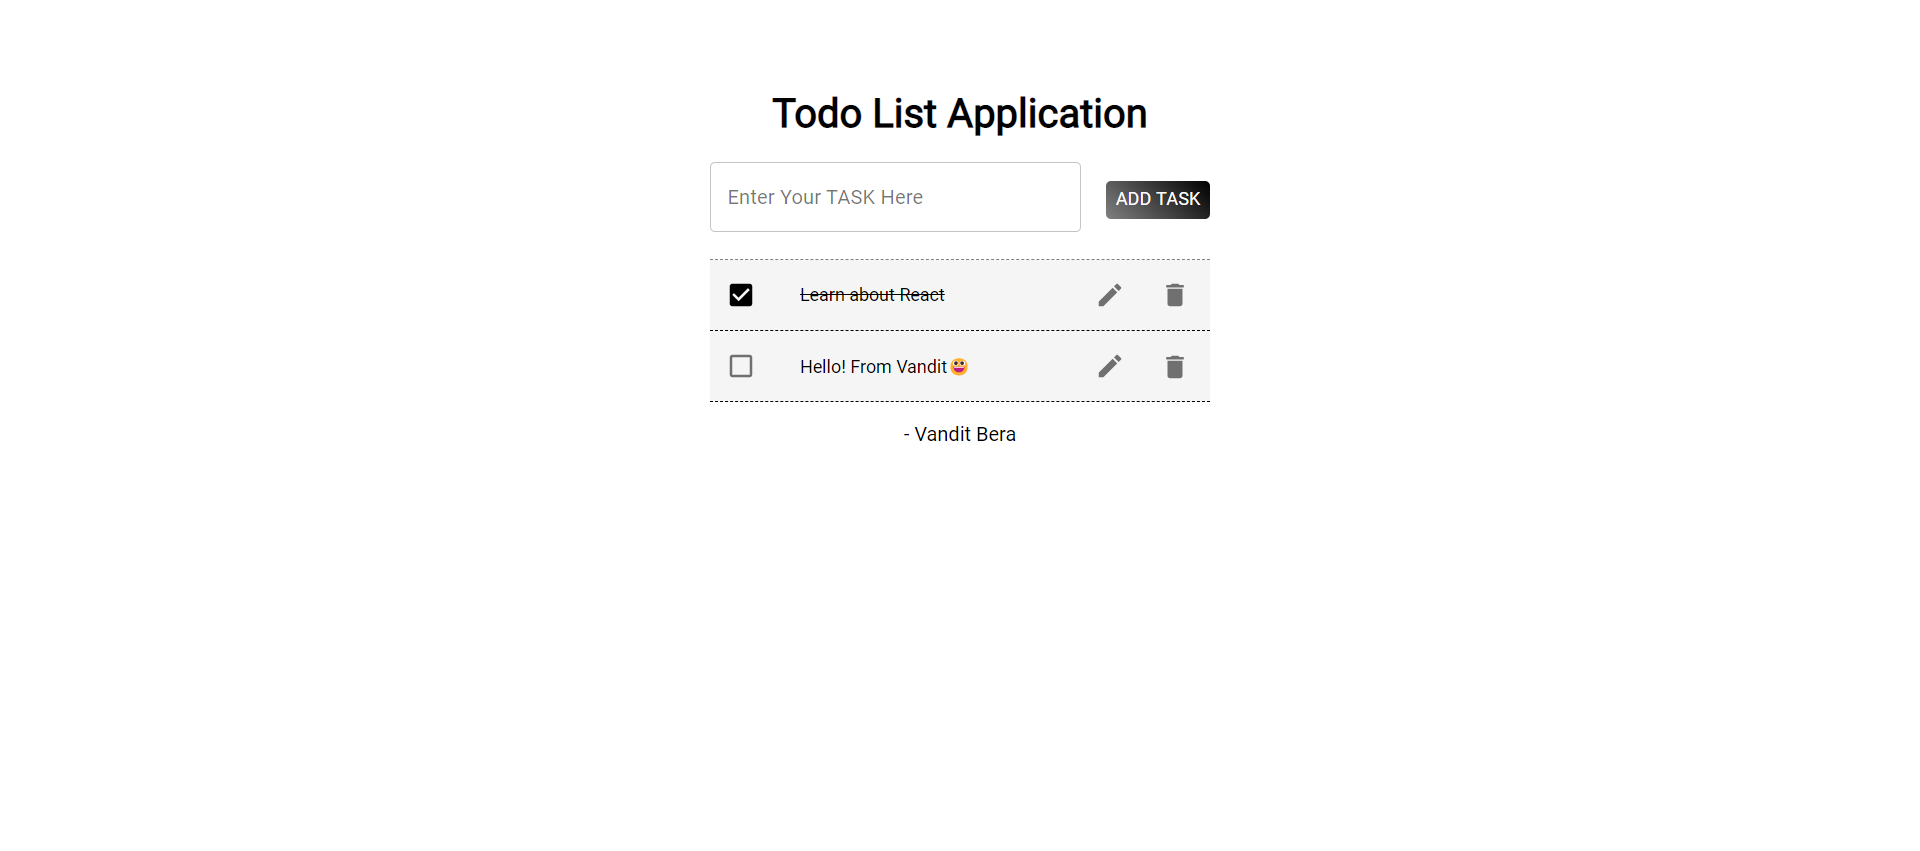 Todo List Application
Enter Your TASK Here
ADD TASK
Learn about React
Hello! From Vandit😀
- Vandit Bera